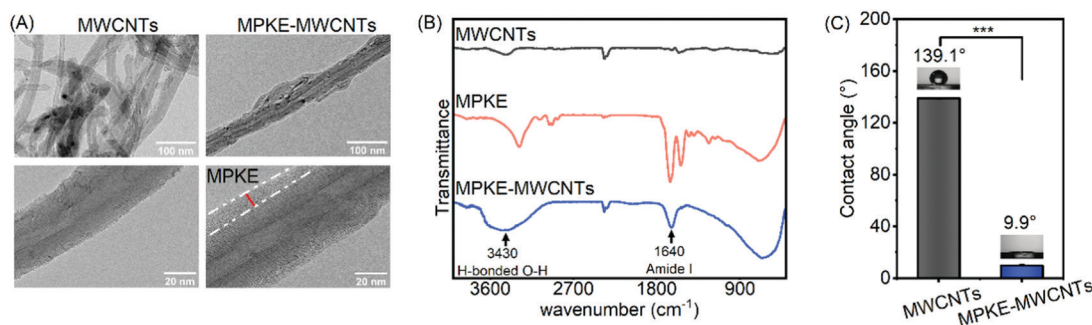 (A)
MWCNTs
MPKE-MWCNTs
100 nm
100 nm
MPKE
20 nm
20 nm
(B)
MWCNTs
MPKE
MPKE-MWCNTs
3430
H-bonded O-H
1640
Amide I
Transmittance
3600 2700 1800 900
wavenumber (cm⁻¹)
(C)
200
160
120
80
40
0
Contact angle (°)
139.1°
***
9.9°
MWCNTs
MPKE-MWCNTs